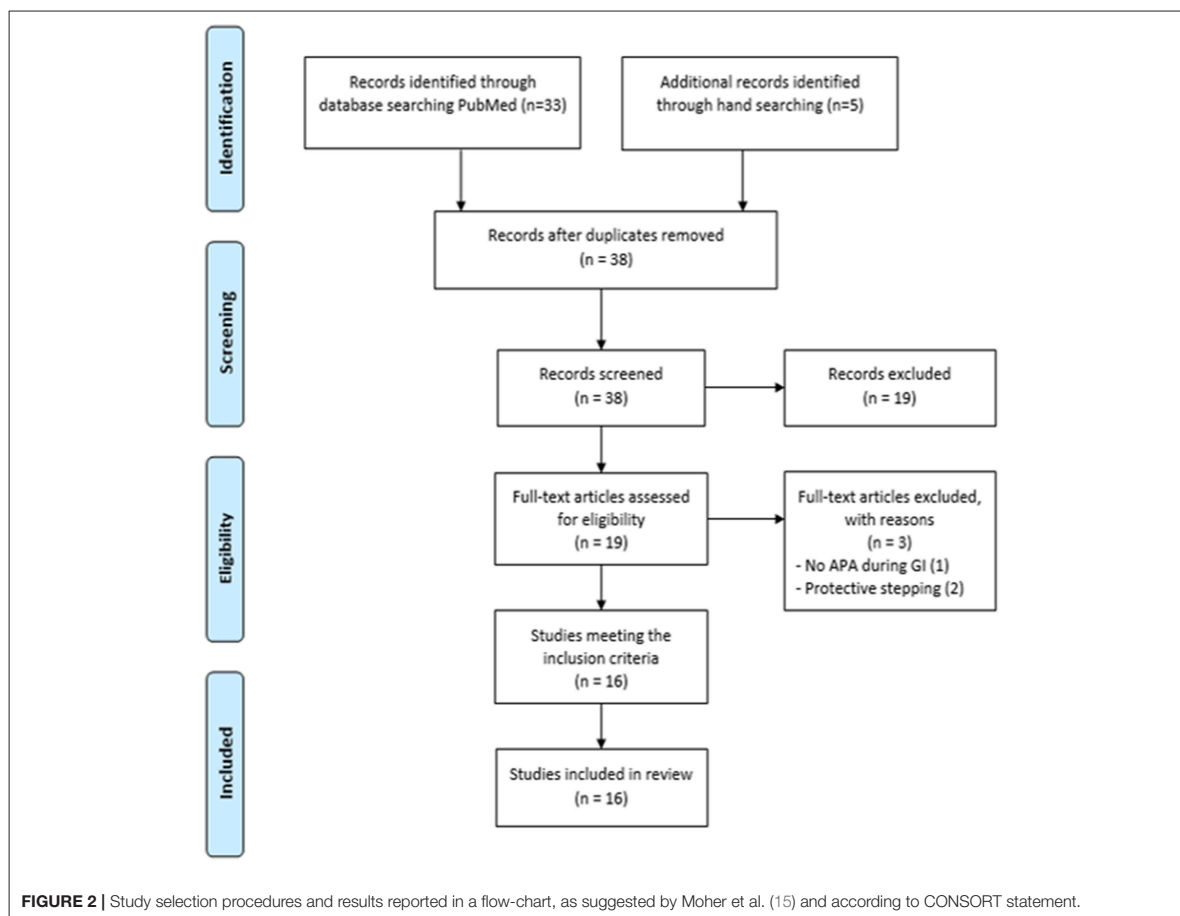 Identification
Records identified through
database searching PubMed (n=33)
Additional records identified
through hand searching (n=5)
Records after duplicates removed
(n = 38)
Screening
Records screened
(n = 38)
Records excluded
(n = 19)
Eligibility
Full-text articles assessed
for eligibility
(n = 19)
Full-text articles excluded,
with reasons
(n = 3)
- No APA during GI (1)
- Protective stepping (2)
Studies meeting the
inclusion criteria
(n = 16)
Included
Studies included in review
(n = 16)
FIGURE 2 | Study selection procedures and results reported in a flow-chart, as suggested by Moher et al. (15) and according to CONSORT statement.